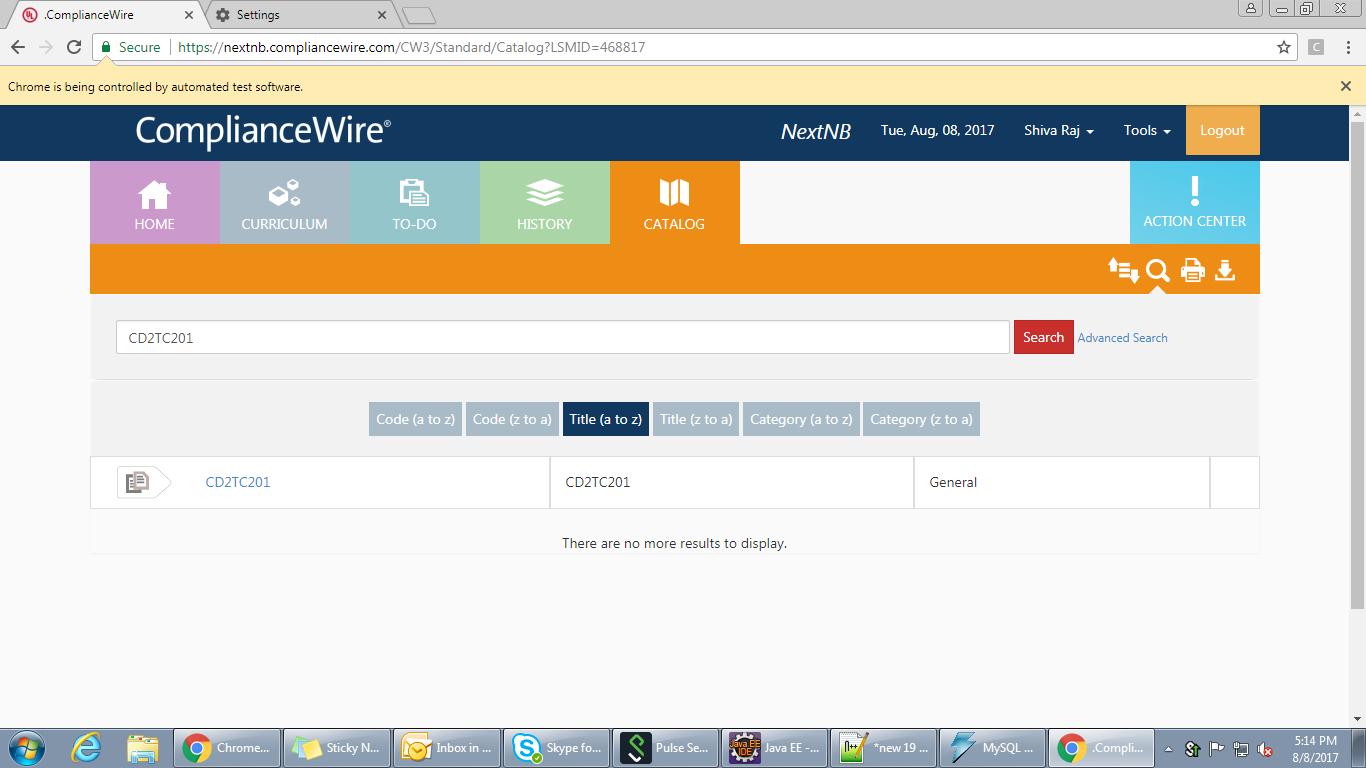 .ComplianceWire
Settings
Secure
https://nextnb.compliancewire.com/CW3/Standard/Catalog?LSMID=468817
C
Chrome is being controlled by automated test software.
ComplianceWire®
NextNB
Tue, Aug, 08, 2017
Shiva Raj
Tools
Logout
HOME
CURRICULUM
TO-DO
HISTORY
CATALOG
ACTION CENTER
CD2TC201
Search
Advanced Search
Code (a to z)
Code (z to a)
Title (a to z)
Title (z to a)
Category (a to z)
Category (z to a)
CD2TC201
CD2TC201
General
There are no more results to display.
Chrome...
Sticky N...
Inbox in ...
Skype fo...
Pulse Se...
Java EE -...
*new 19 ...
MySQL ...
.Compli...
5:14 PM
8/8/2017